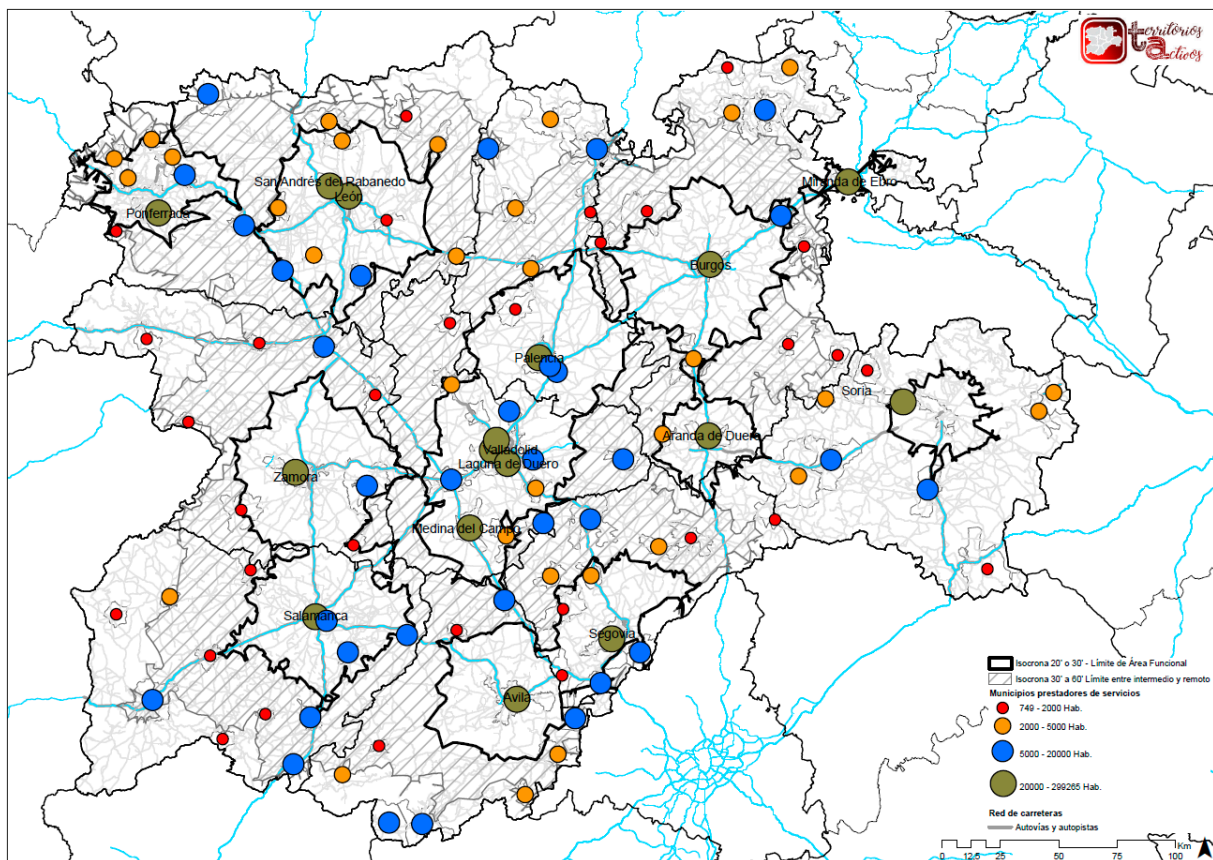 territorios
activos
ta
San Andrés del Rabanedo
León
Miranda de Ebro
Ponferrada
Burgos
Palencia
Soria
Aranda de Duero
Valladolid
Laguna de Duero
Zamora
Medina del Campo
Salamanca
Segovia
Avila
Isocrona 20' o 30' - Límite de Área Funcional
Isocrona 30' a 60' Límite entre intermedio y remoto
Municipios prestadores de servicios
749 - 2000 Hab.
2000 - 5000 Hab.
5000 - 20000 Hab.
20000 - 299265 Hab.
Red de carreteras
Autovías y autopistas
Km
0 12,5 25 50 75 100